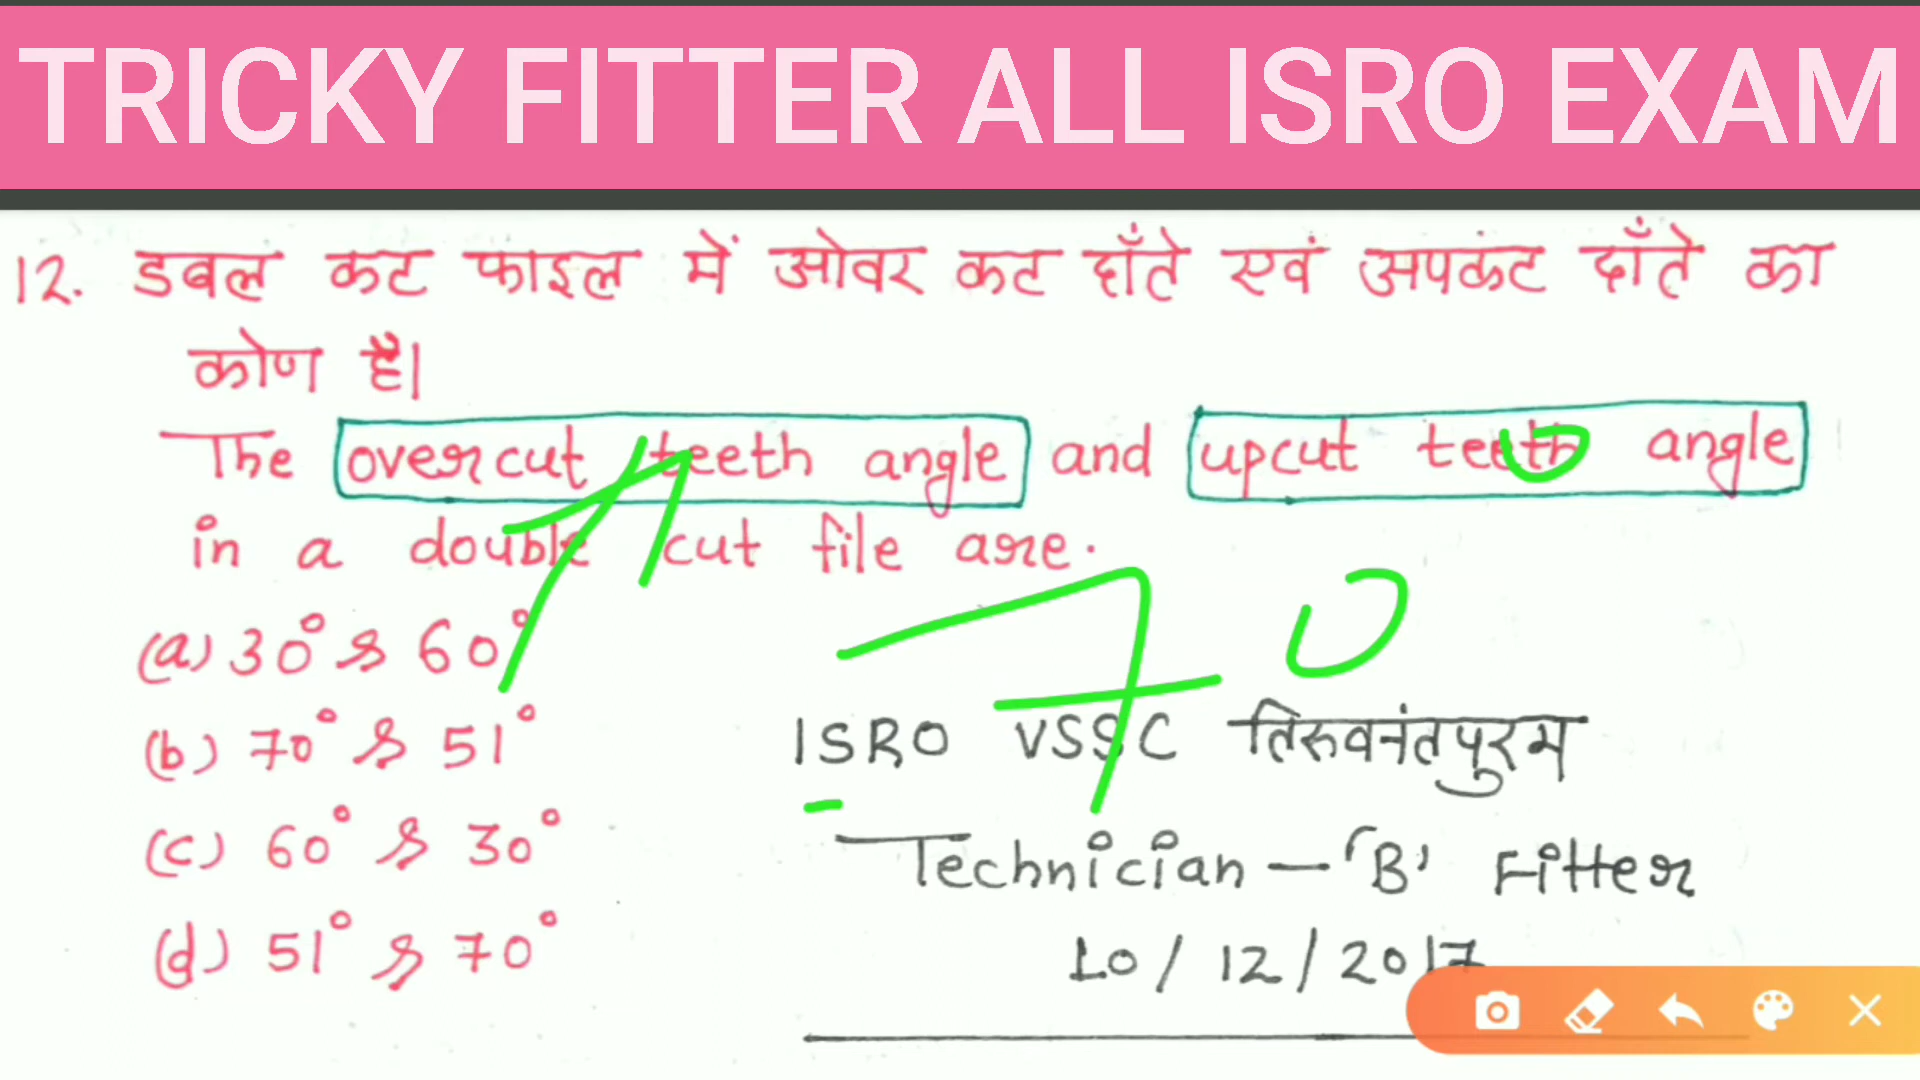 TRICKY FITTER ALL ISRO EXAM
12. डबल कट फाइल में ओवर कट दाँते एवं अपकट दाँते का
कोण है।
The overcut teeth angle and upcut teeth angle
in a double cut file are.
(a) 30° & 60°
(b) 70° & 51°
ISRO VSSC तिरुवनंतपुरम
(c) 60° & 30°
Technician - 'B' Fitter
(d) 51° & 70°
10/12/2017